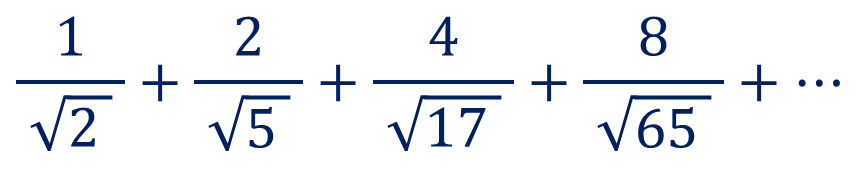 1/√2 + 2/√5 + 4/√17 + 8/√65 + ⋯